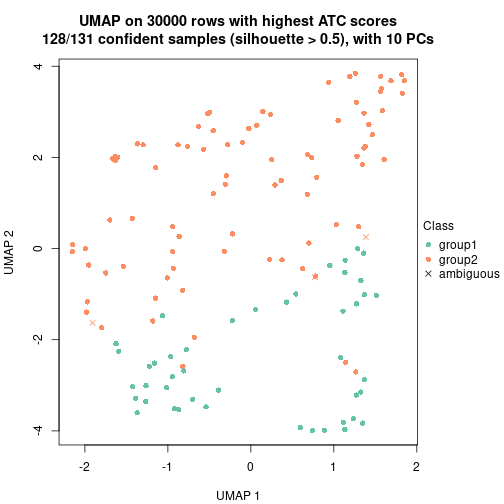 UMAP on 30000 rows with highest ATC scores
128/131 confident samples (silhouette > 0.5), with 10 PCs
4
2
0
-2
-4
UMAP 2
-2
-1
0
1
2
UMAP 1
Class
group1
group2
ambiguous